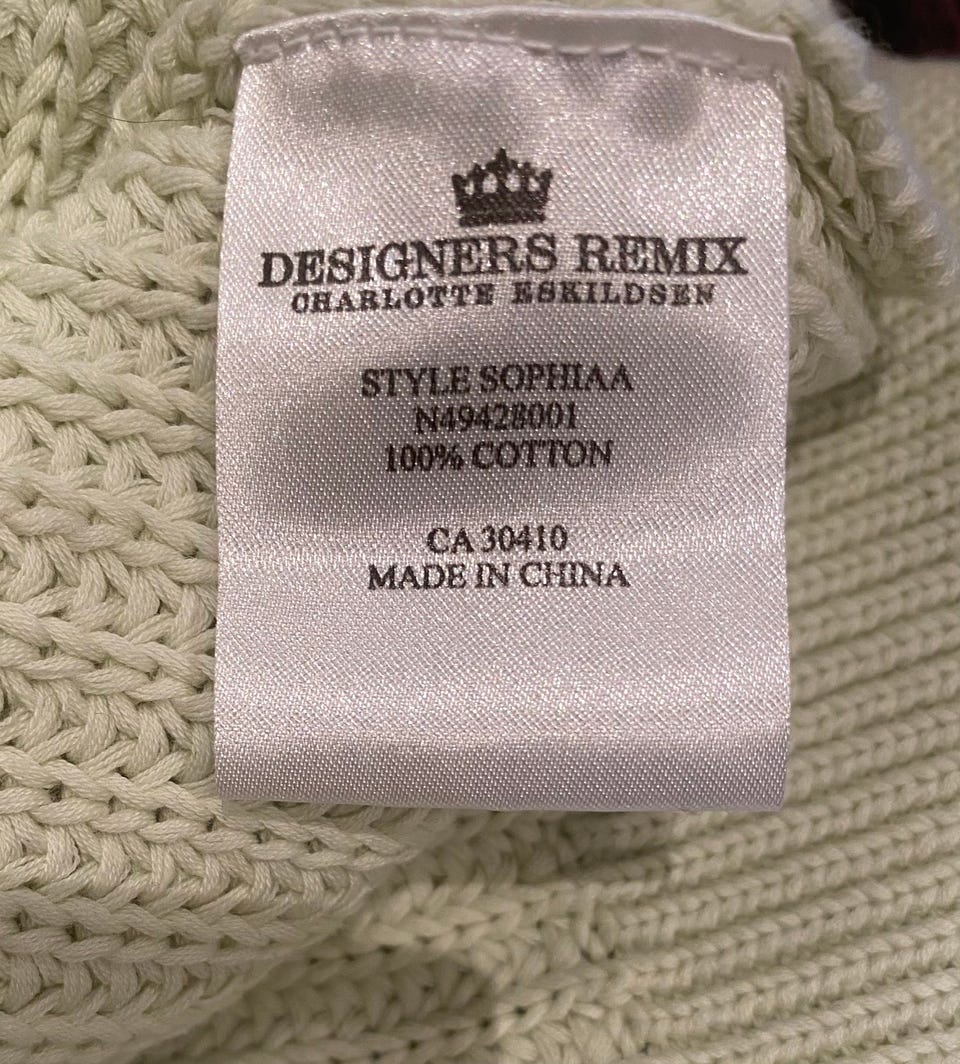 DESIGNERS REMIX
CHARLOTTE ESKILDSEN
STYLE SOPHIAA
N49428001
100% COTTON
CA 30410
MADE IN CHINA